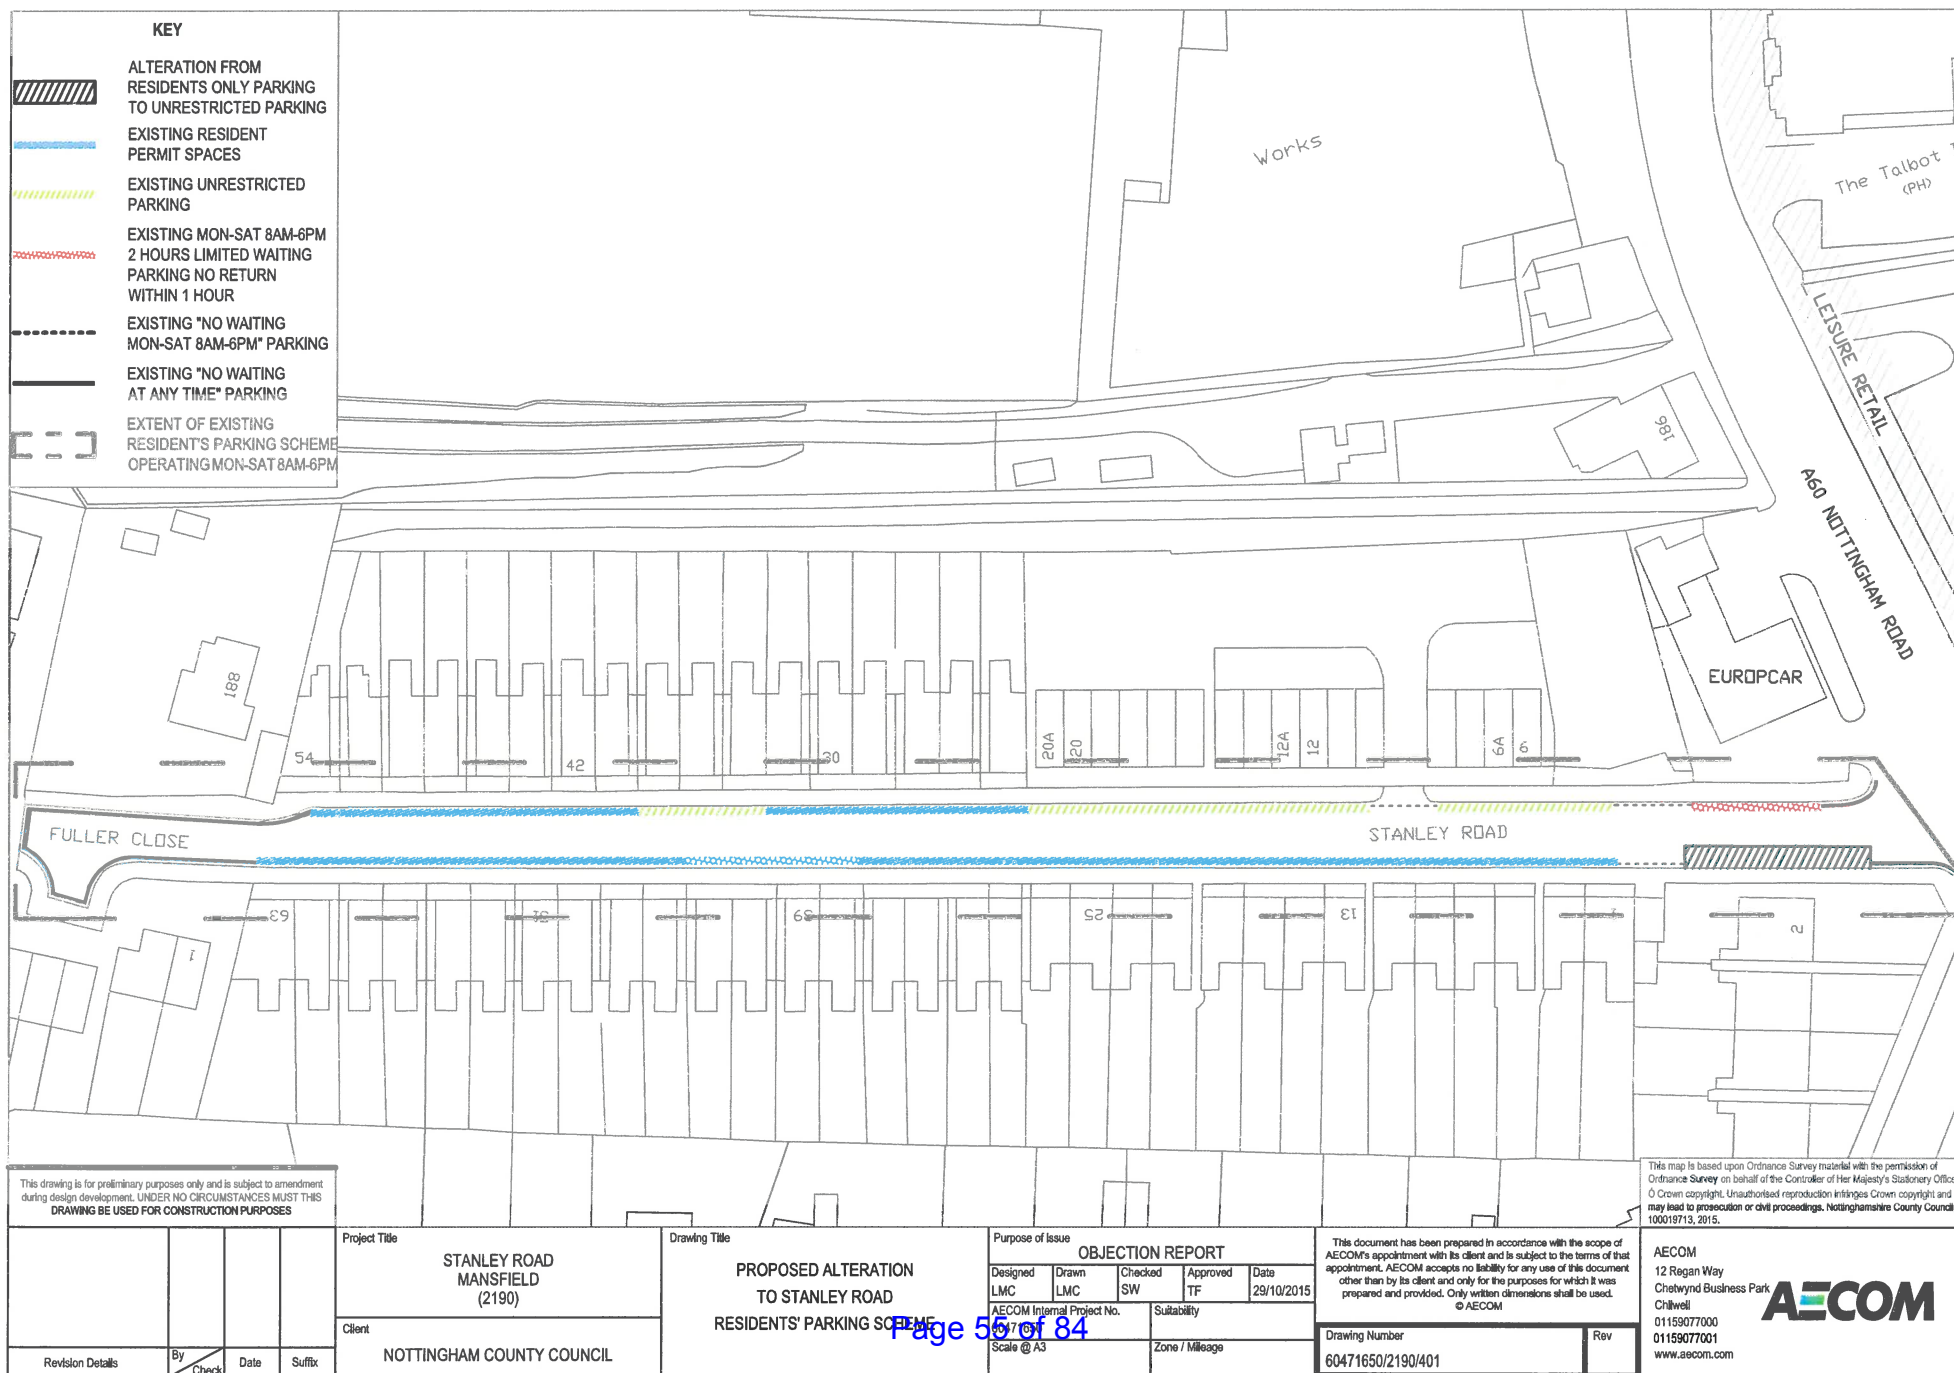 KEY
ALTERATION FROM
RESIDENTS ONLY PARKING
TO UNRESTRICTED PARKING
EXISTING RESIDENT
PERMIT SPACES
EXISTING UNRESTRICTED
PARKING
EXISTING MON-SAT 8AM-6PM
2 HOURS LIMITED WAITING
PARKING NO RETURN
WITHIN 1 HOUR
EXISTING "NO WAITING
MON-SAT 8AM-6PM" PARKING
EXISTING "NO WAITING
AT ANY TIME" PARKING
EXTENT OF EXISTING
RESIDENT'S PARKING SCHEME
OPERATING MON-SAT 8AM-6PM
Works
The Talbot
(PH)
LEISURE RETAIL
A60 NOTTINGHAM ROAD
186
EUROPCAR
188
54
42
30
20A
20
12A
12
6A
6
FULLER CLOSE
STANLEY ROAD
63
51
39
25
13
1
2
1
This drawing is for preliminary purposes only and is subject to amendment
during design development. UNDER NO CIRCUMSTANCES MUST THIS
DRAWING BE USED FOR CONSTRUCTION PURPOSES
Revision Details
By
Check
Date
Suffix
Project Title
STANLEY ROAD
MANSFIELD
(2190)
Client
NOTTINGHAM COUNTY COUNCIL
Drawing Title
PROPOSED ALTERATION
TO STANLEY ROAD
RESIDENTS' PARKING SCHEME
Page 55 of 84
Purpose of issue
OBJECTION REPORT
Designed
LMC
Drawn
LMC
Checked
SW
Approved
TF
Date
29/10/2015
AECOM Internal Project No.
60471650
Suitability
Scale @ A3
Zone / Mileage
This document has been prepared in accordance with the scope of
AECOM's appointment with its client and is subject to the terms of that
appointment. AECOM accepts no liability for any use of this document
other than by its client and only for the purposes for which it was
prepared and provided. Only written dimensions shall be used.
© AECOM
Drawing Number
60471650/2190/401
Rev
This map is based upon Ordnance Survey material with the permission of
Ordnance Survey on behalf of the Controller of Her Majesty's Stationery Office
Ó Crown copyright. Unauthorised reproduction infringes Crown copyright and
may lead to prosecution or civil proceedings. Nottinghamshire County Council
100019713, 2015.
AECOM
12 Regan Way
Chetwynd Business Park
Chilwell
01159077000
01159077001
www.aecom.com
AECOM